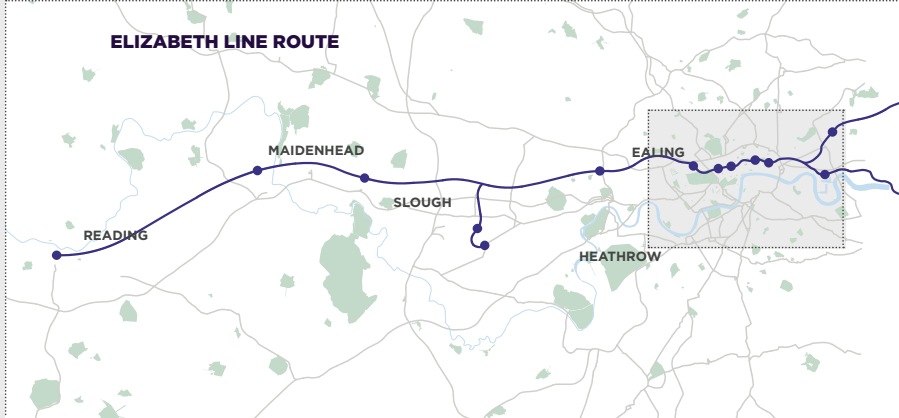 ELIZABETH LINE ROUTE
MAIDENHEAD
EALING
SLOUGH
READING
HEATHROW